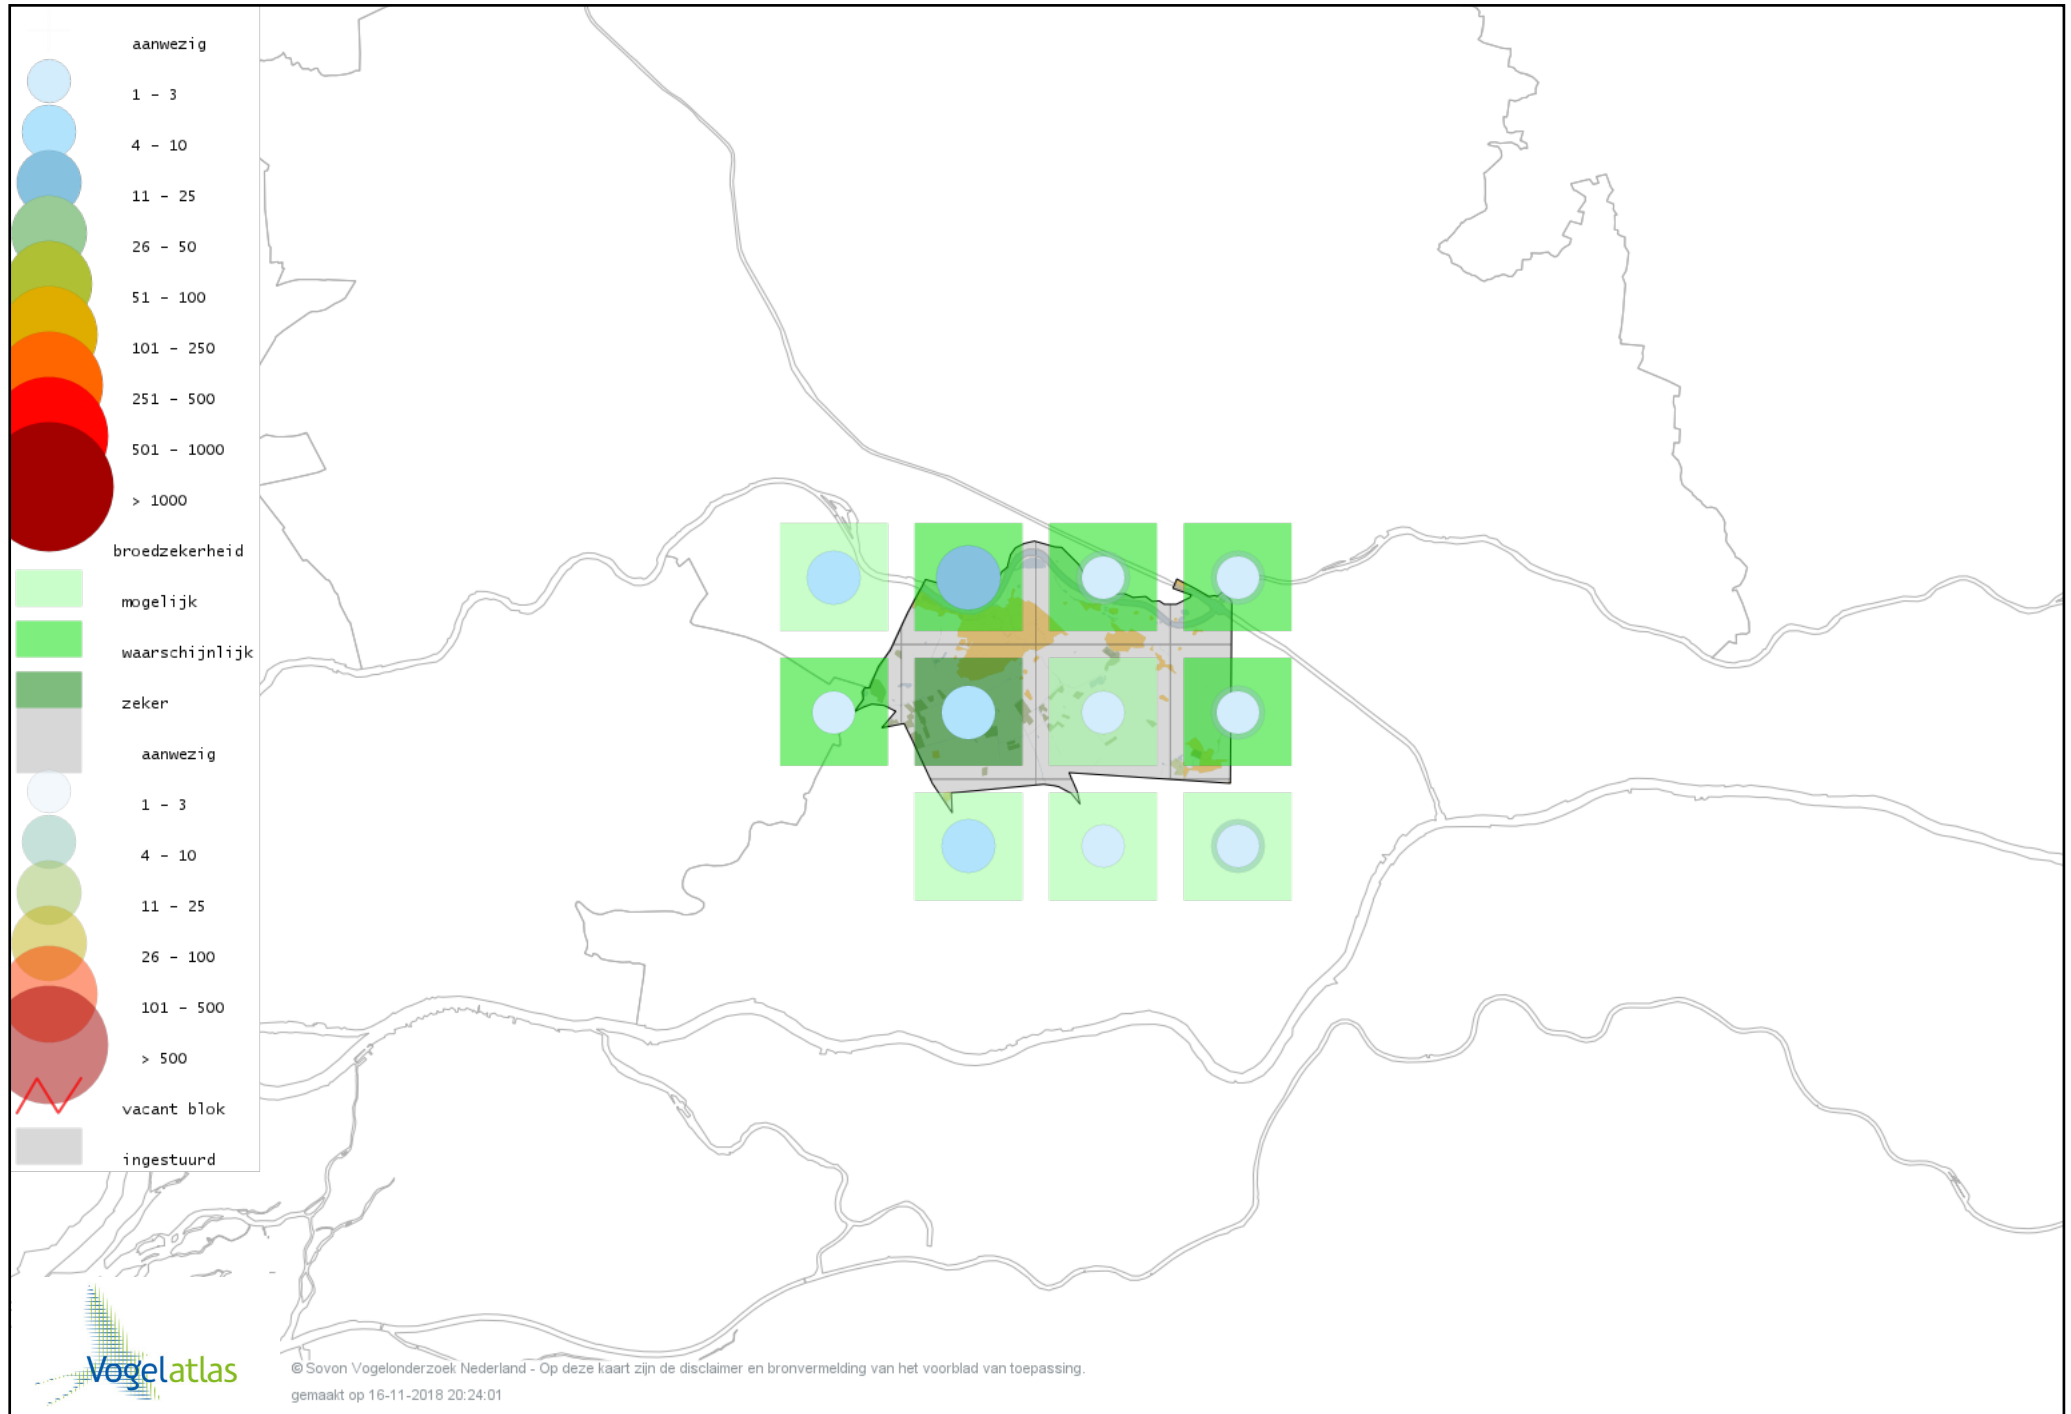 aanwezig
1 - 3
4 - 10
11 - 25
26 - 50
51 - 100
101 - 250
251 - 500
501 - 1000
> 1000
broedzekerheid
mogelijk
waarschijnlijk
zeker
aanwezig
1 - 3
4 - 10
11 - 25
26 - 100
101 - 500
> 500
vacant blok
ingestuurd
Vogelatlas
© Sovon Vogelonderzoek Nederland - Op deze kaart zijn de disclaimer en bronvermelding van het voorblad van toepassing.
gemaakt op 16-11-2018 20:24:01